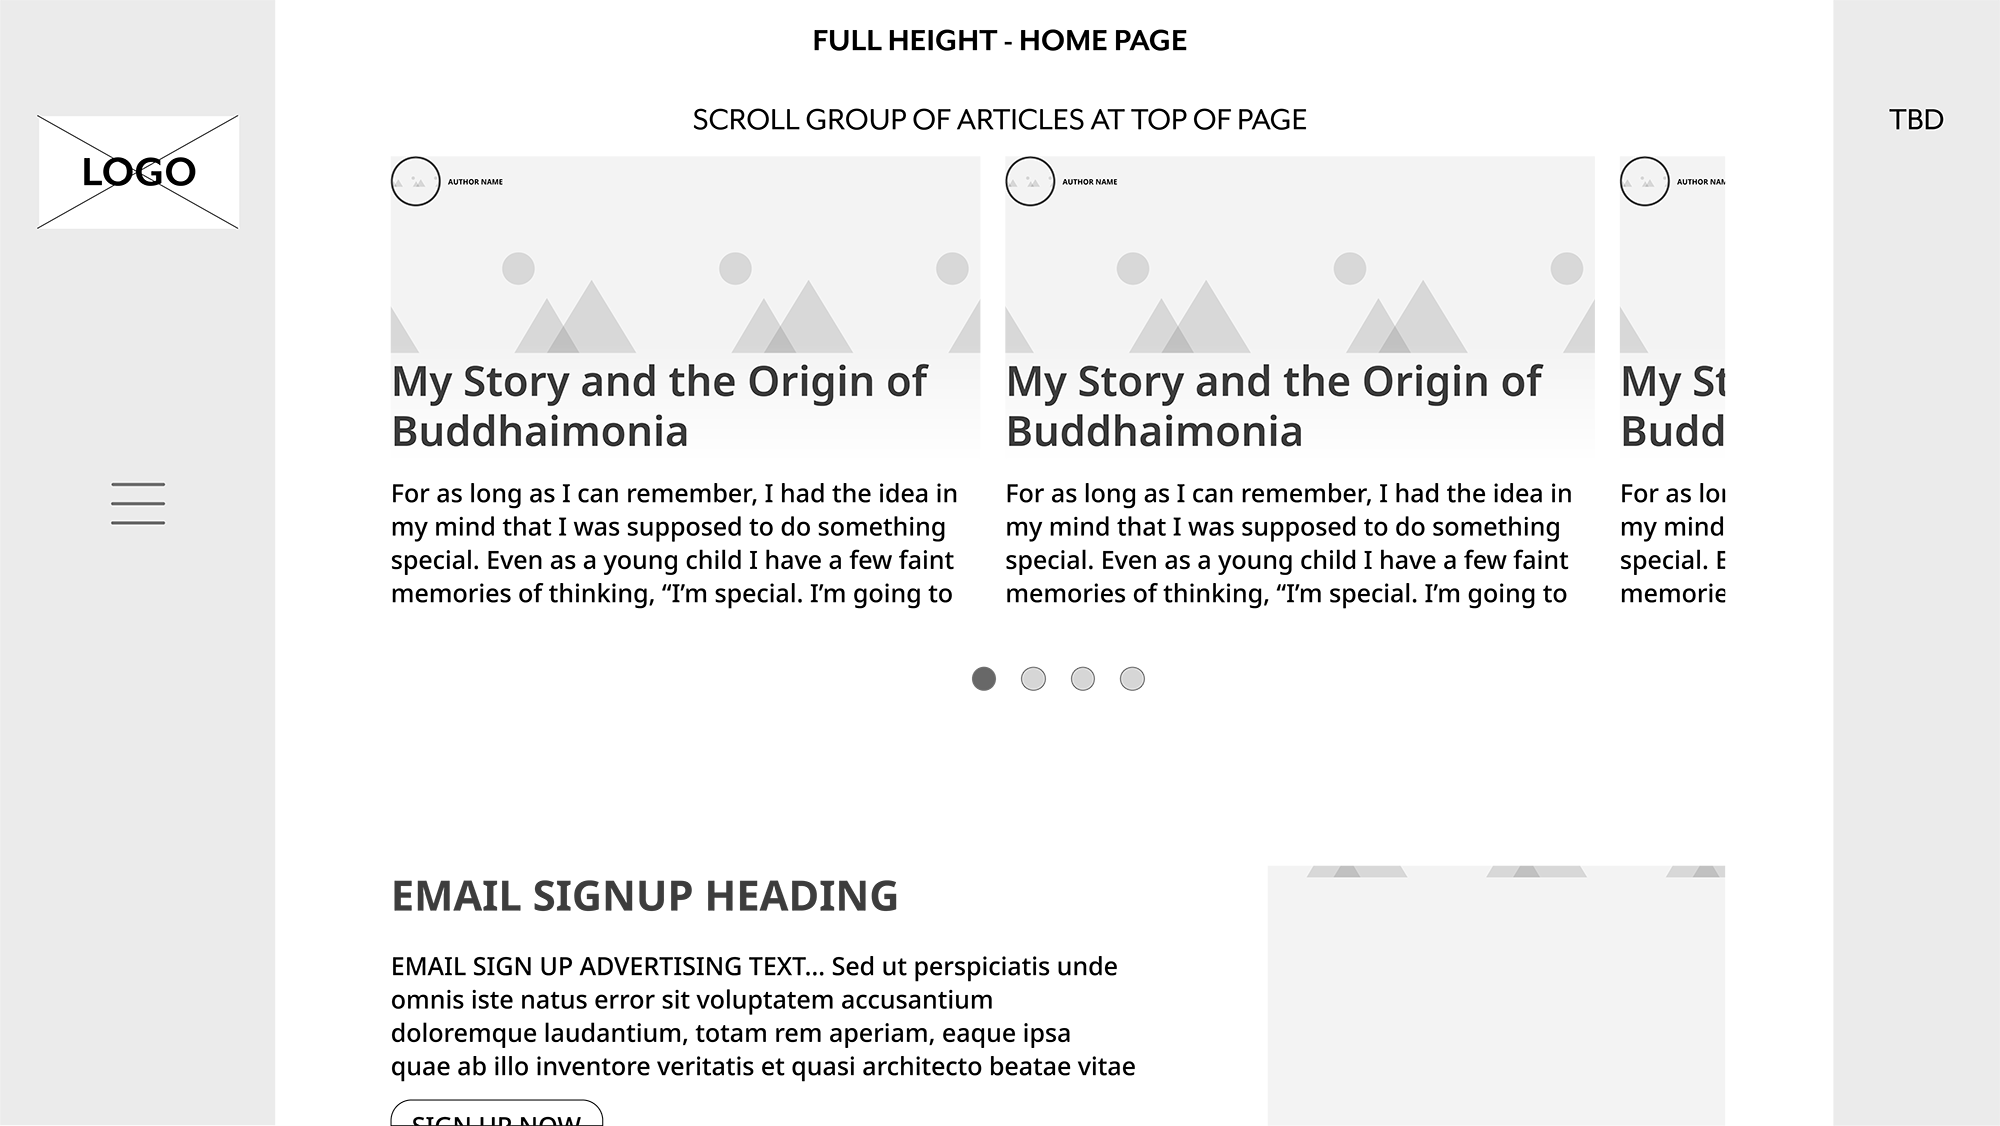 FULL HEIGHT - HOME PAGE
SCROLL GROUP OF ARTICLES AT TOP OF PAGE
TBD
LOGO
AUTHOR NAME
My Story and the Origin of
Buddhaimonia
For as long as I can remember, I had the idea in
my mind that I was supposed to do something
special. Even as a young child I have a few faint
memories of thinking, “I’m special. I’m going to
AUTHOR NAME
My Story and the Origin of
Buddhaimonia
For as long as I can remember, I had the idea in
my mind that I was supposed to do something
special. Even as a young child I have a few faint
memories of thinking, “I’m special. I’m going to
AUTHOR NAM
My St
Budd
For as lon
my mind
special. E
memorie
EMAIL SIGNUP HEADING
EMAIL SIGN UP ADVERTISING TEXT... Sed ut perspiciatis unde
omnis iste natus error sit voluptatem accusantium
doloremque laudantium, totam rem aperiam, eaque ipsa
quae ab illo inventore veritatis et quasi architecto beatae vitae
SIGN UP NOW